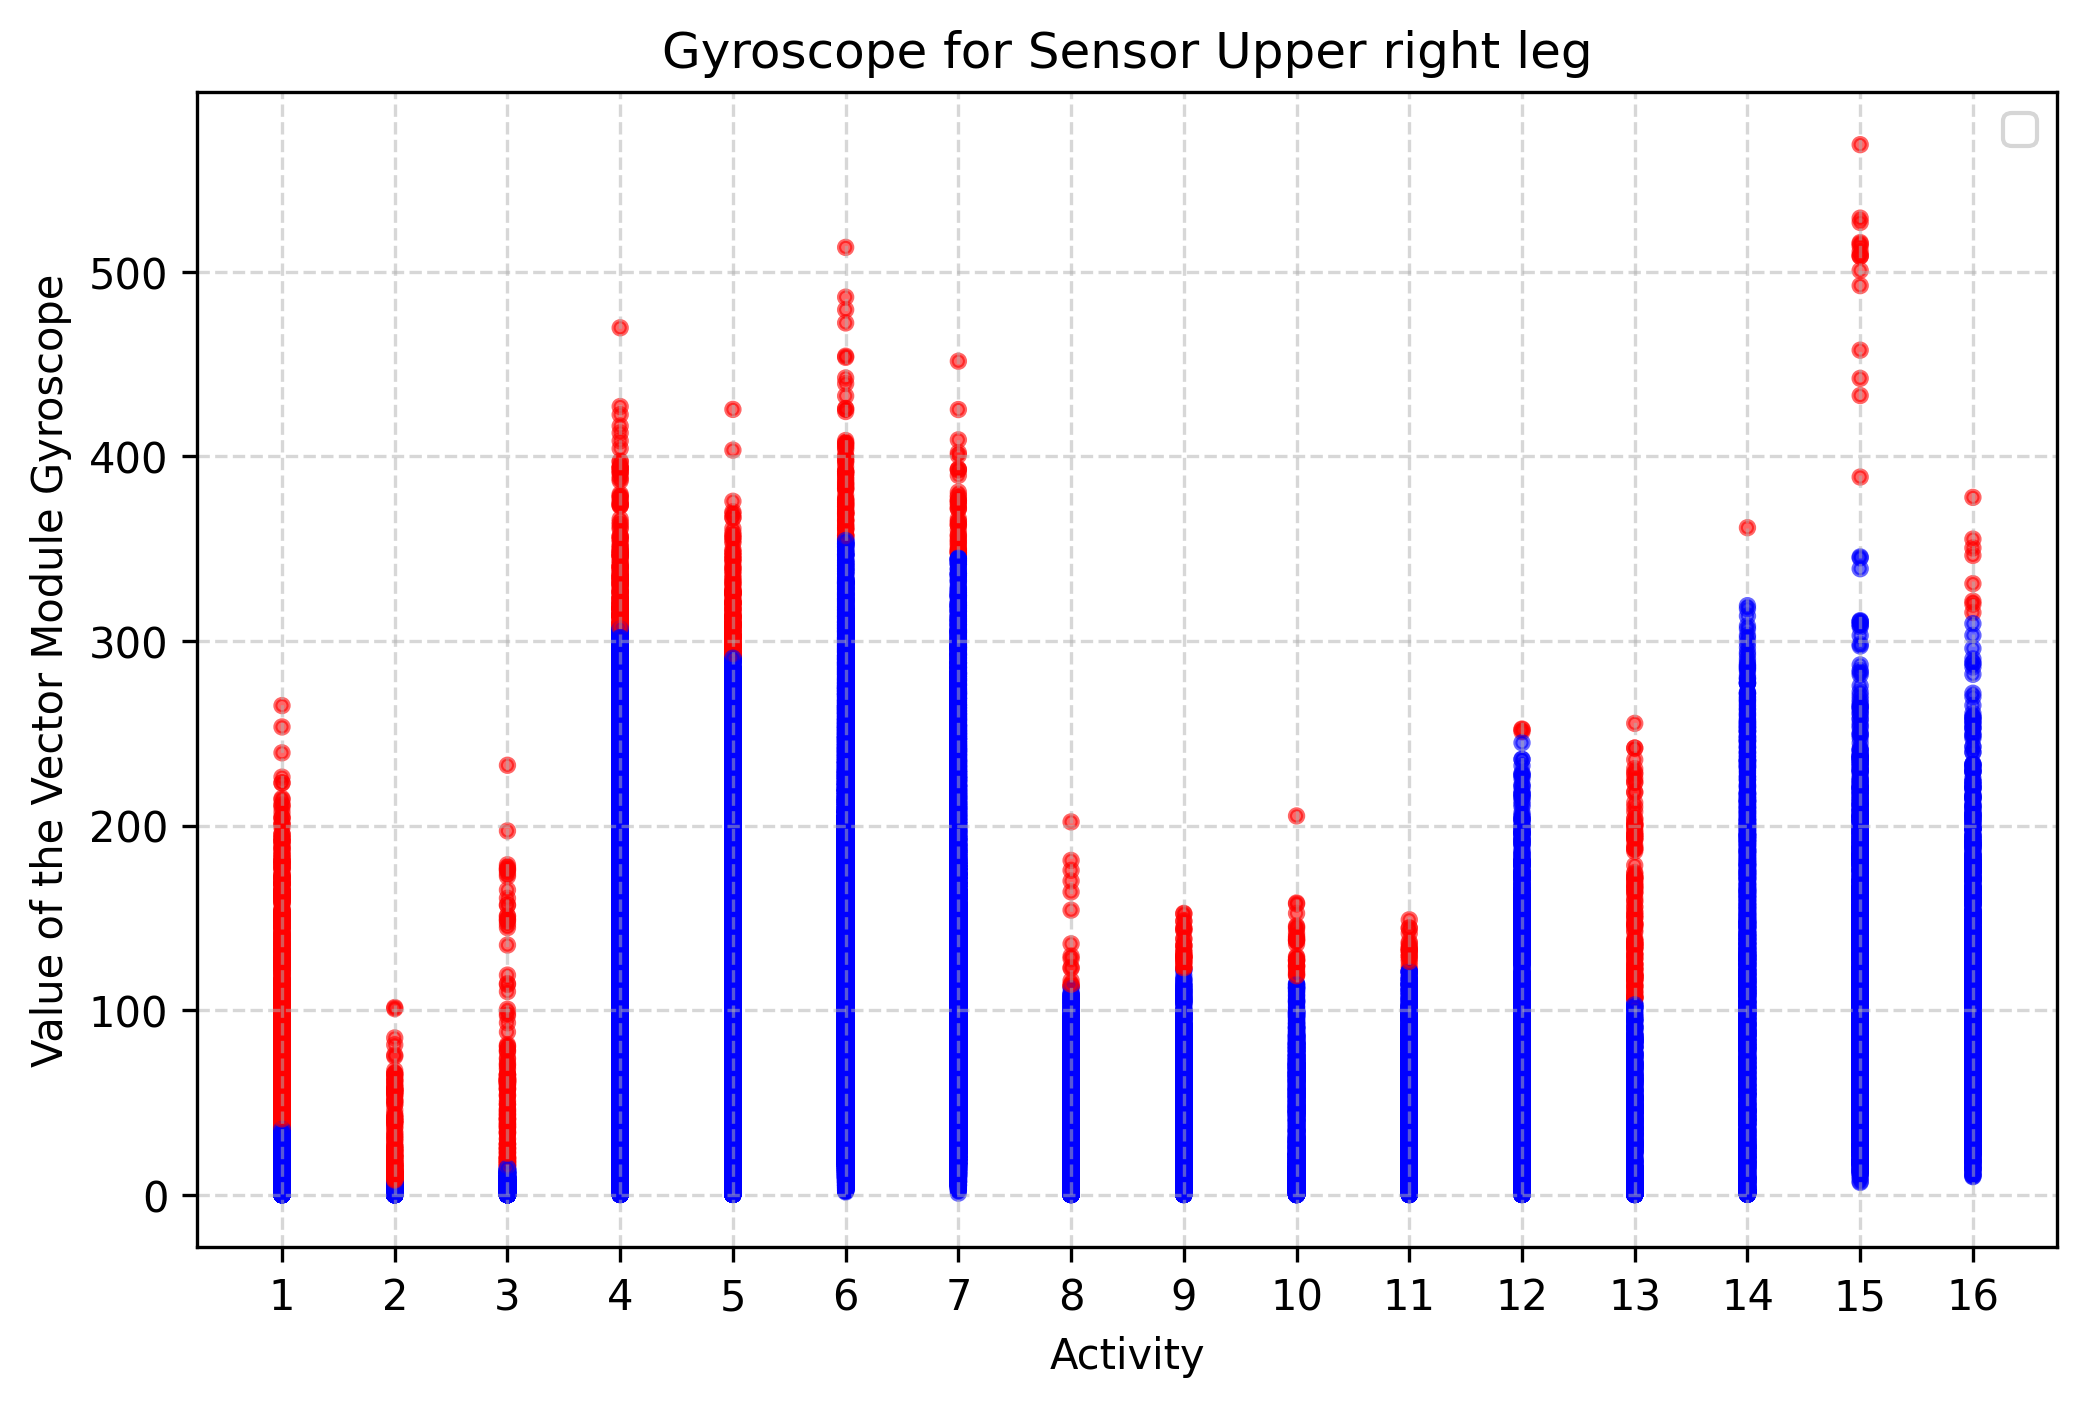 Gyroscope for Sensor Upper right leg
Value of the Vector Module Gyroscope
500
400
300
200
100
0
1 2 3 4 5 6 7 8 9 10 11 12 13 14 15 16
Activity